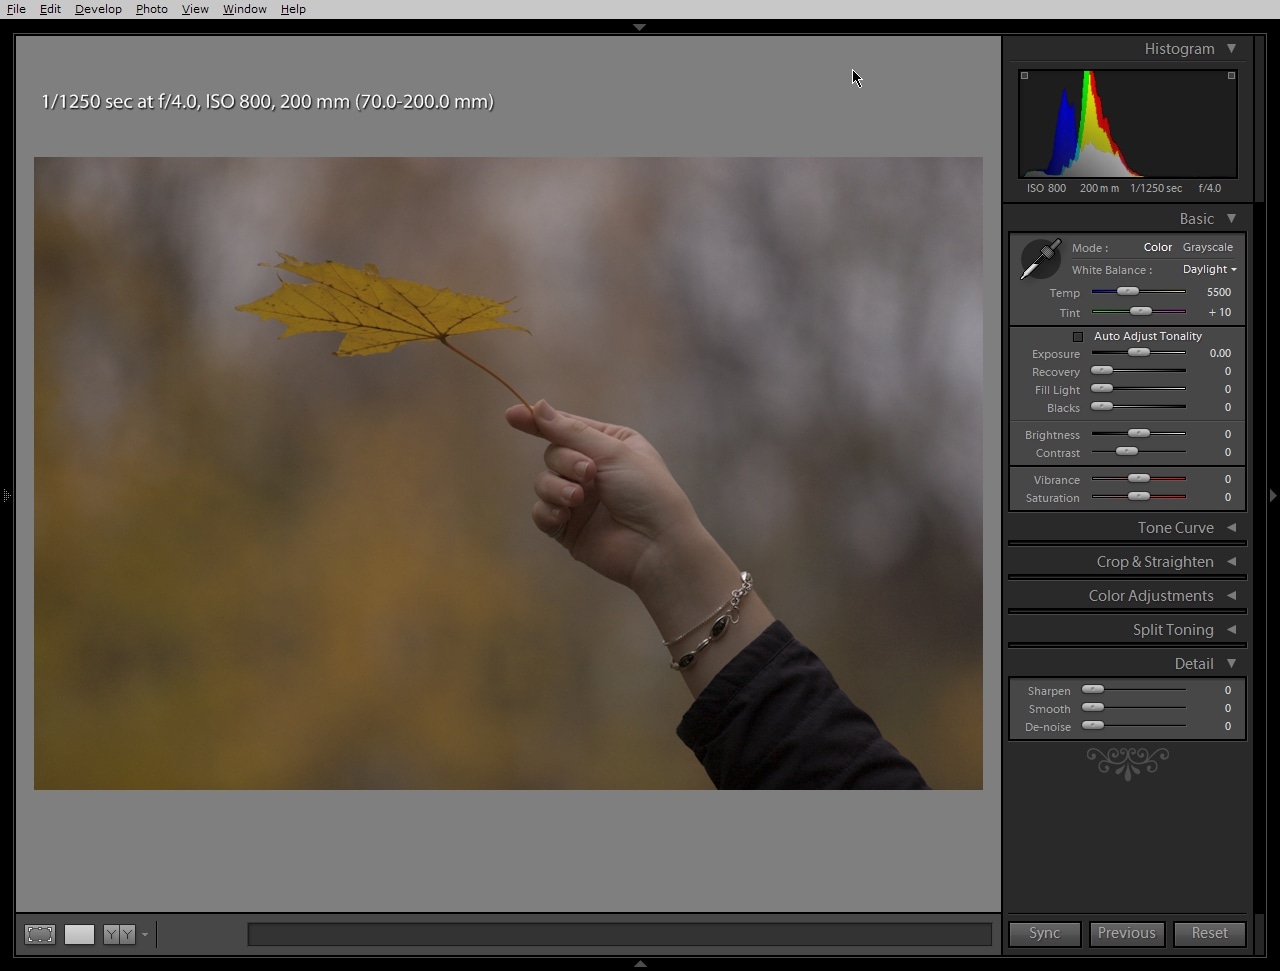 File Edit Develop Photo View Window Help
1/1250 sec at f/4.0, ISO 800, 200 mm (70.0-200.0 mm)
Histogram
ISO 800 200 mm 1/1250 sec f/4.0
Basic
Mode : Color Grayscale
White Balance : Daylight
Temp 5500
Tint + 10
Auto Adjust Tonality
Exposure 0.00
Recovery 0
Fill Light 0
Blacks 0
Brightness 0
Contrast 0
Vibrance 0
Saturation 0
Tone Curve
Crop & Straighten
Color Adjustments
Split Toning
Detail
Sharpen 0
Smooth 0
De-noise 0
Y Y
Sync Previous Reset